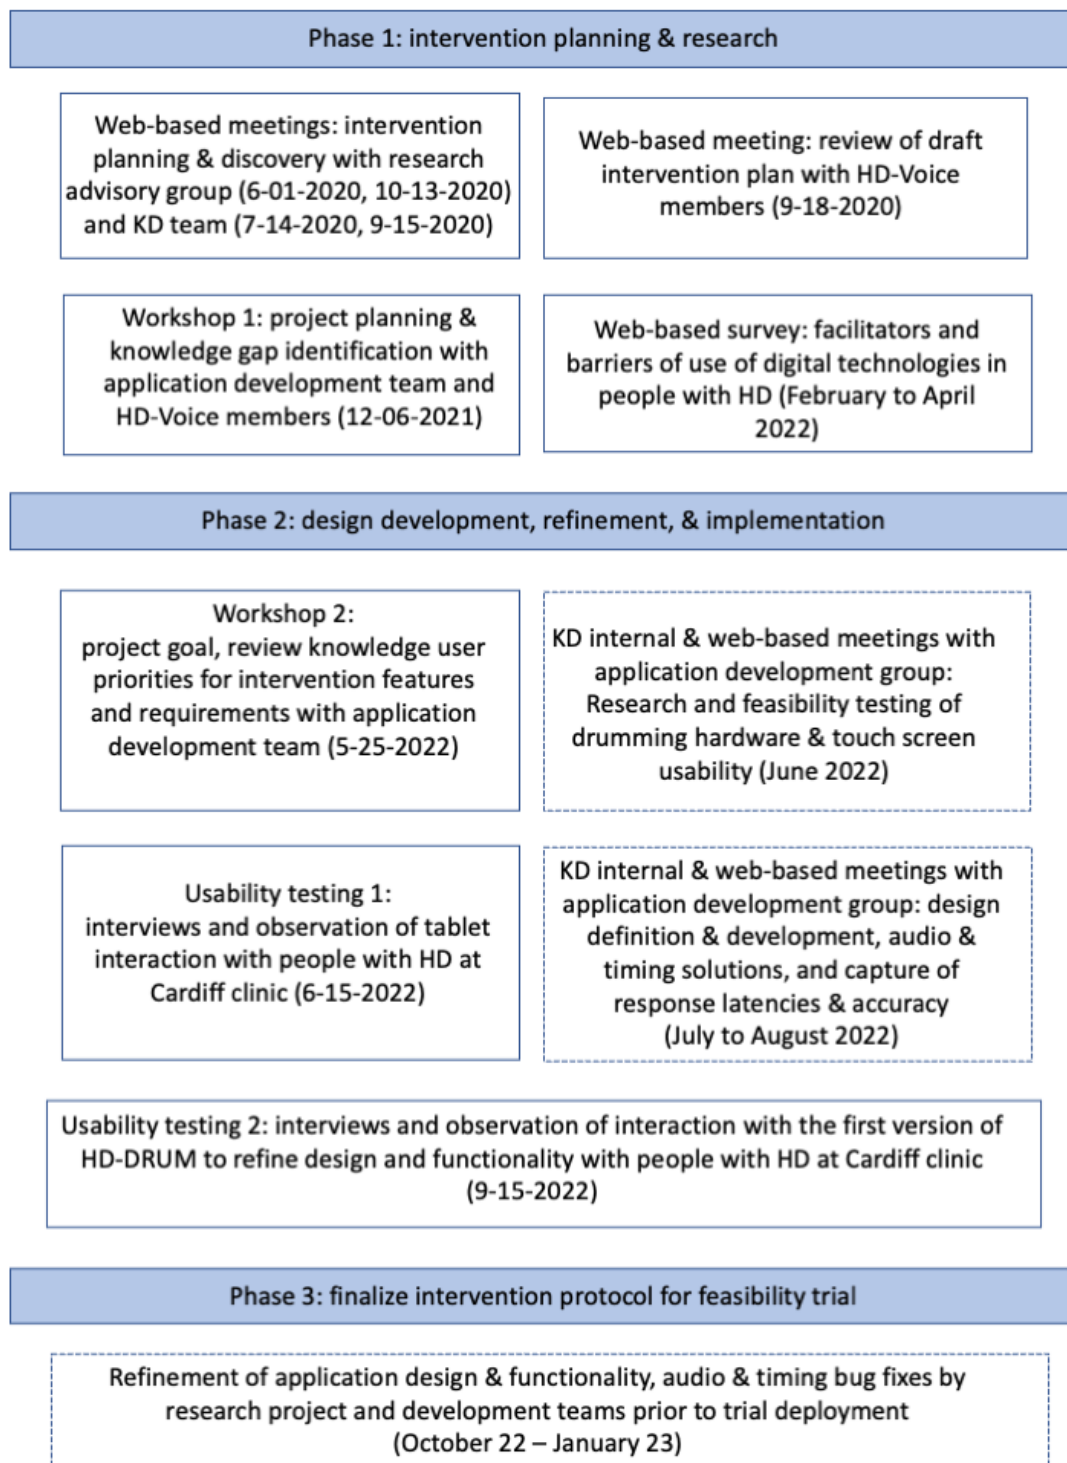 Phase 1: intervention planning & research
Web-based meetings: intervention
planning & discovery with research
advisory group (6-01-2020, 10-13-2020)
and KD team (7-14-2020, 9-15-2020)
Web-based meeting: review of draft
intervention plan with HD-Voice
members (9-18-2020)
Workshop 1: project planning &
knowledge gap identification with
application development team and
HD-Voice members (12-06-2021)
Web-based survey: facilitators and
barriers of use of digital technologies in
people with HD (February to April
2022)
Phase 2: design development, refinement, & implementation
Workshop 2:
project goal, review knowledge user
priorities for intervention features
and requirements with application
development team (5-25-2022)
KD internal & web-based meetings with
application development group:
Research and feasibility testing of
drumming hardware & touch screen
usability (June 2022)
Usability testing 1:
interviews and observation of tablet
interaction with people with HD at
Cardiff clinic (6-15-2022)
KD internal & web-based meetings with
application development group: design
definition & development, audio &
timing solutions, and capture of
response latencies & accuracy
(July to August 2022)
Usability testing 2: interviews and observation of interaction with the first version of
HD-DRUM to refine design and functionality with people with HD at Cardiff clinic
(9-15-2022)
Phase 3: finalize intervention protocol for feasibility trial
Refinement of application design & functionality, audio & timing bug fixes by
research project and development teams prior to trial deployment
(October 22 – January 23)